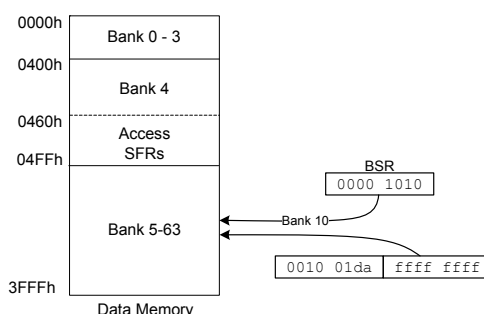 0000h
Bank 0 - 3
0400h
Bank 4
0460h
Access
SFRs
04FFh
BSR
0000 1010
Bank 5-63
Bank 10
0010 01da ffff ffff
3FFFh
Data Memory